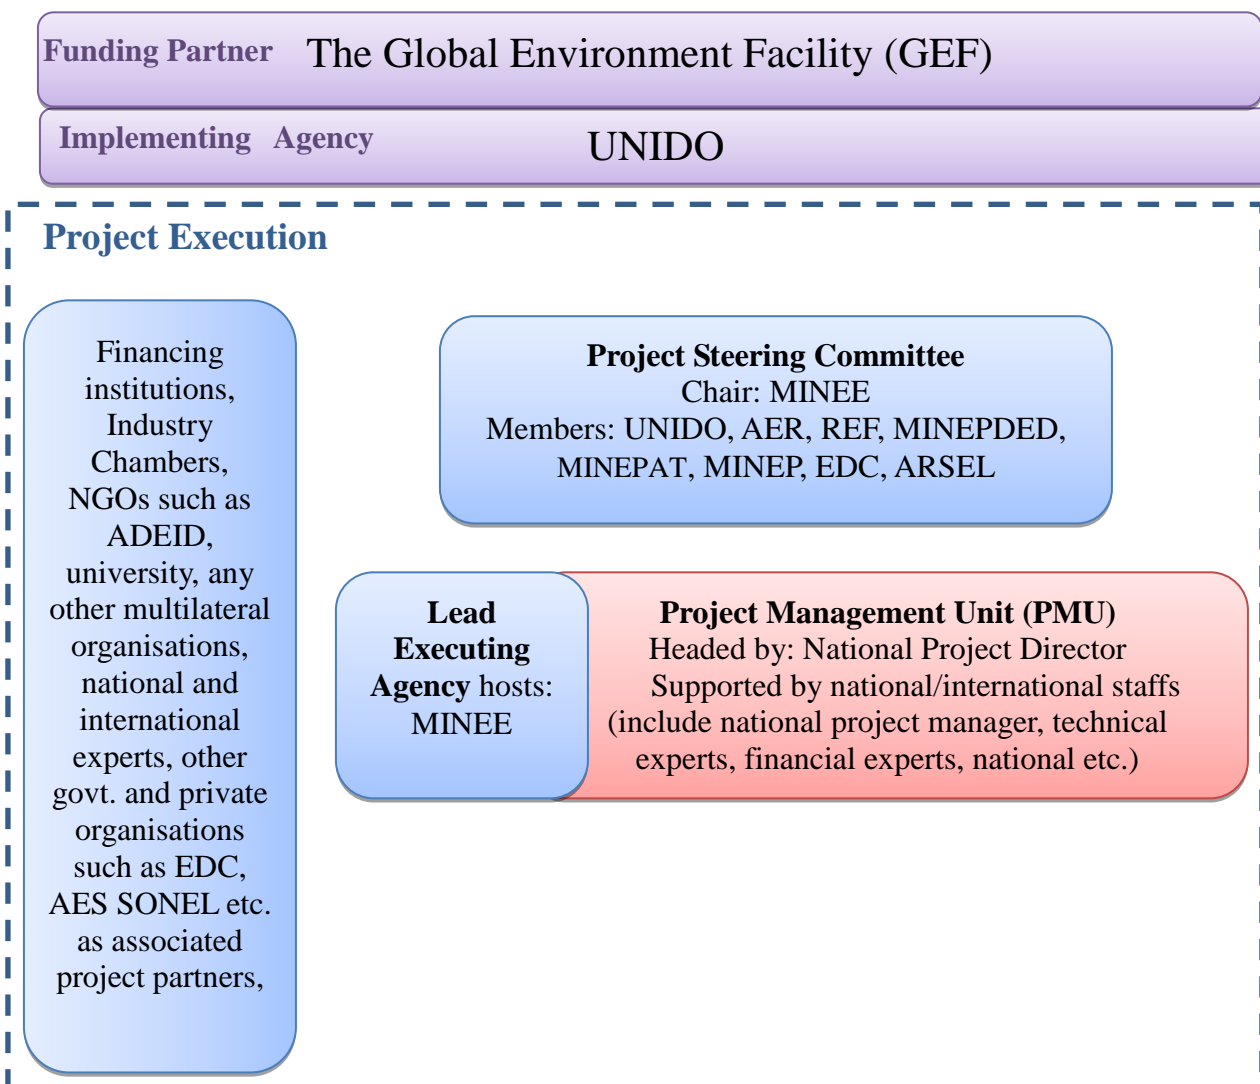 Funding Partner The Global Environment Facility (GEF)
Implementing Agency UNIDO
Project Execution
Financing
institutions,
Industry
Chambers,
NGOs such as
ADEID,
university, any
other multilateral
organisations,
national and
international
experts, other
govt. and private
organisations
such as EDC,
AES SONEL etc.
as associated
project partners,
Project Steering Committee
Chair: MINEE
Members: UNIDO, AER, REF, MINEPDED,
MINEPAT, MINEP, EDC, ARSEL
Lead
Executing
Agency hosts:
MINEE
Project Management Unit (PMU)
Headed by: National Project Director
Supported by national/international staffs
(include national project manager, technical
experts, financial experts, national etc.)